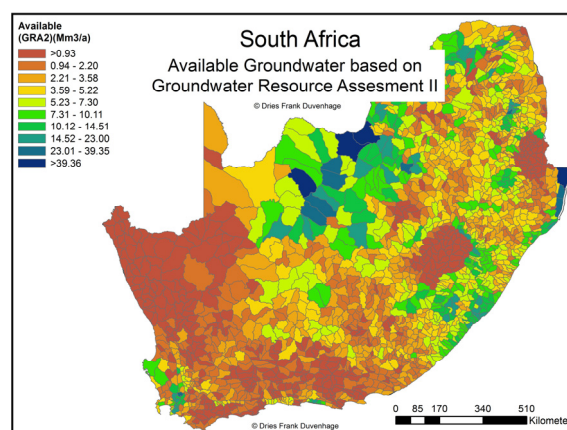 Available
(GRA2)(Mm3/a)
>0.93
0.94 - 2.20
2.21 - 3.58
3.59 - 5.22
5.23 - 7.30
7.31 - 10.11
10.12 - 14.51
14.52 - 23.00
23.01 - 39.35
>39.36
South Africa
Available Groundwater based on
Groundwater Resource Assesment II
© Dries Frank Duvenhage
0 85 170 340 510
Kilomete
© Dries Frank Duvenhage